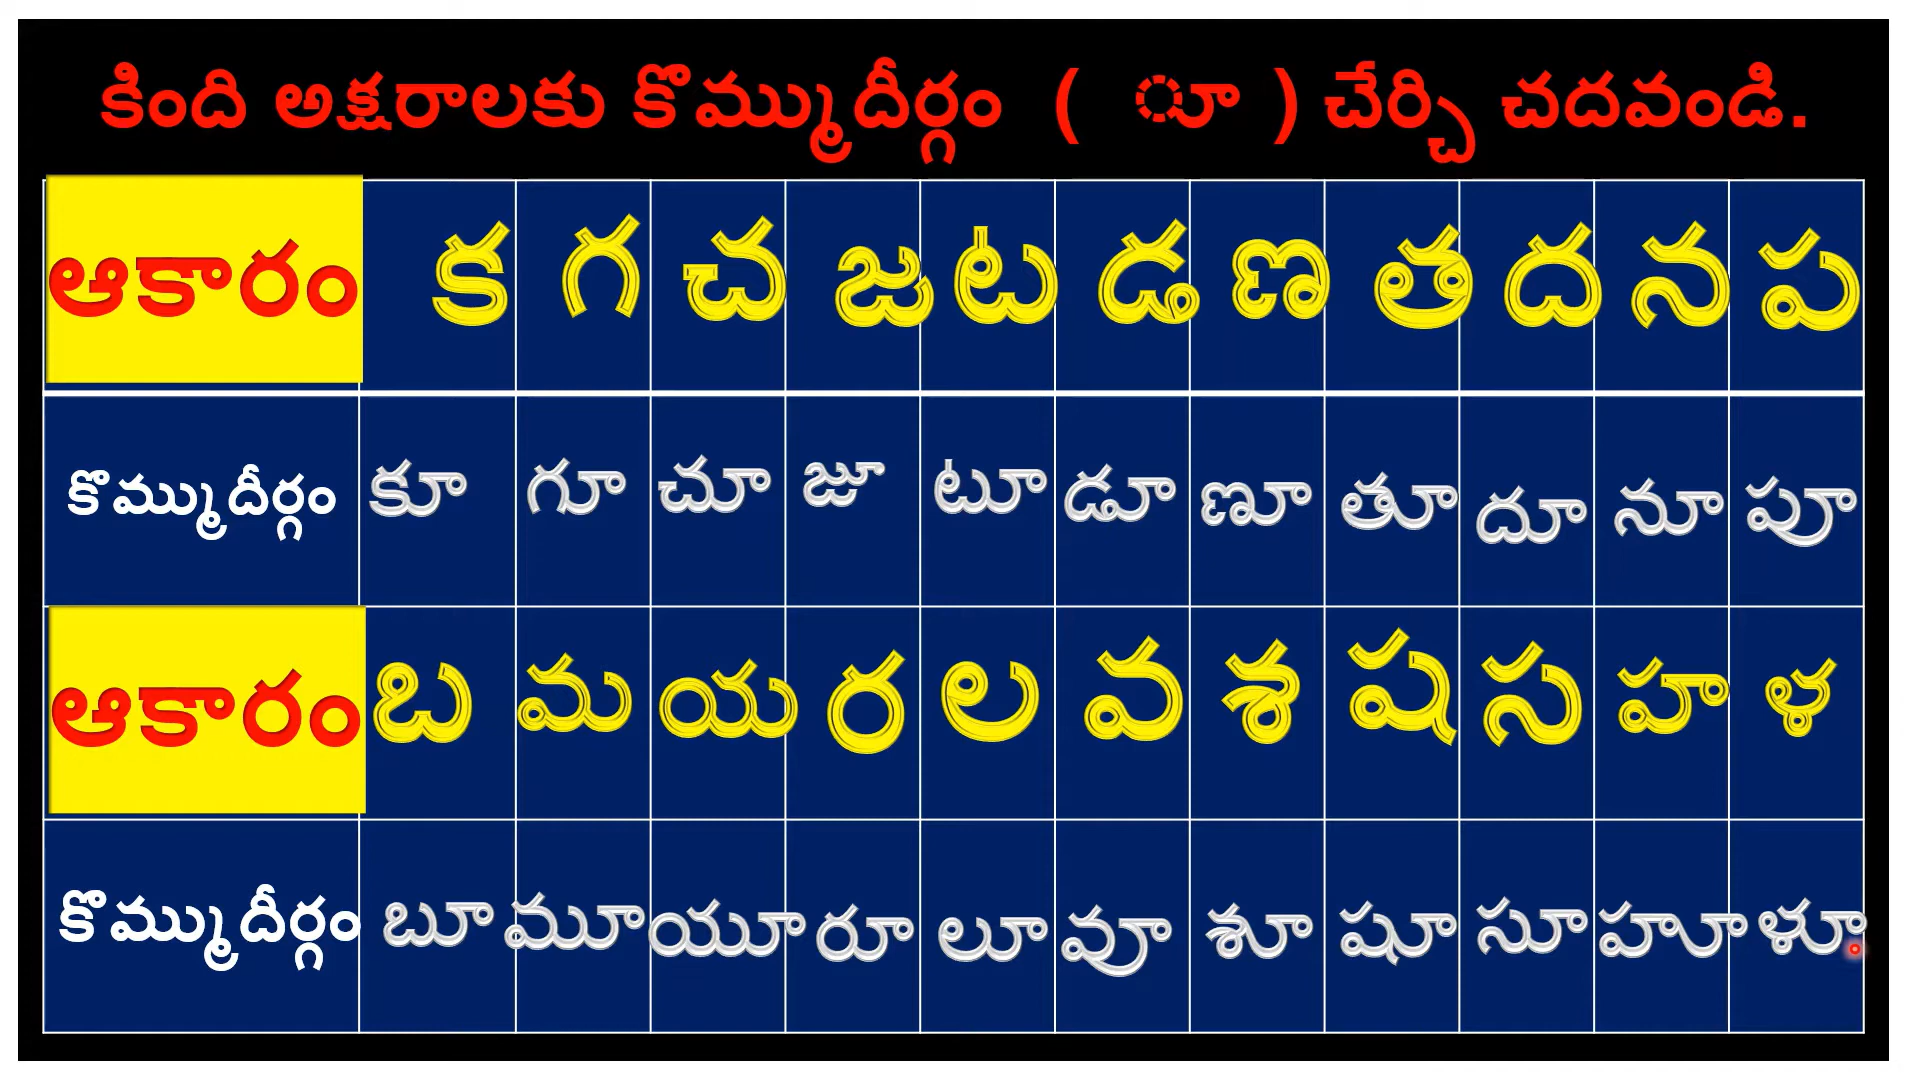 కింది అక్షరాలకు కొమ్ముదీర్ఘం ( ూ ) చేర్చి చదవండి.
ఆకారం క గ చ జ ట డ ణ త ద న ప
కొమ్ముదీర్ఘం కూ గూ చూ జూ టూ డూ ణూ తూ దూ నూ పూ
ఆకారం బ మ య ర ల వ శ ష స హ ళ
కొమ్ముదీర్ఘం బూ మూ యూ రూ లూ వూ శూ షూ సూ హూ ళూ